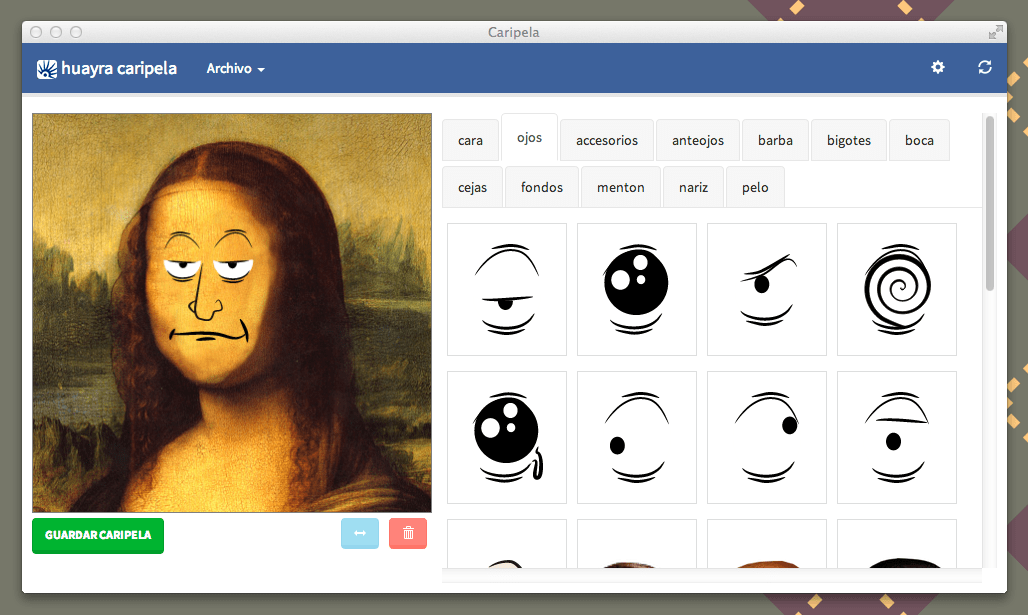 Caripela
huayra caripela Archivo
cara ojos accesorios anteojos barba bigotes boca
cejas fondos menton nariz pelo
GUARDAR CARIPELA